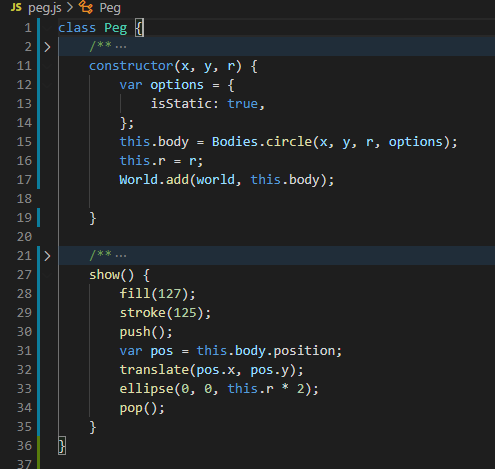 JS peg.js > Peg
1 class Peg {
2 /** ...
11 constructor(x, y, r) {
12 var options = {
13 isStatic: true,
14 };
15 this.body = Bodies.circle(x, y, r, options);
16 this.r = r;
17 World.add(world, this.body);
18
19 }
20
21 /** ...
27 show() {
28 fill(127);
29 stroke(125);
30 push();
31 var pos = this.body.position;
32 translate(pos.x, pos.y);
33 ellipse(0, 0, this.r * 2);
34 pop();
35 }
36 }
37